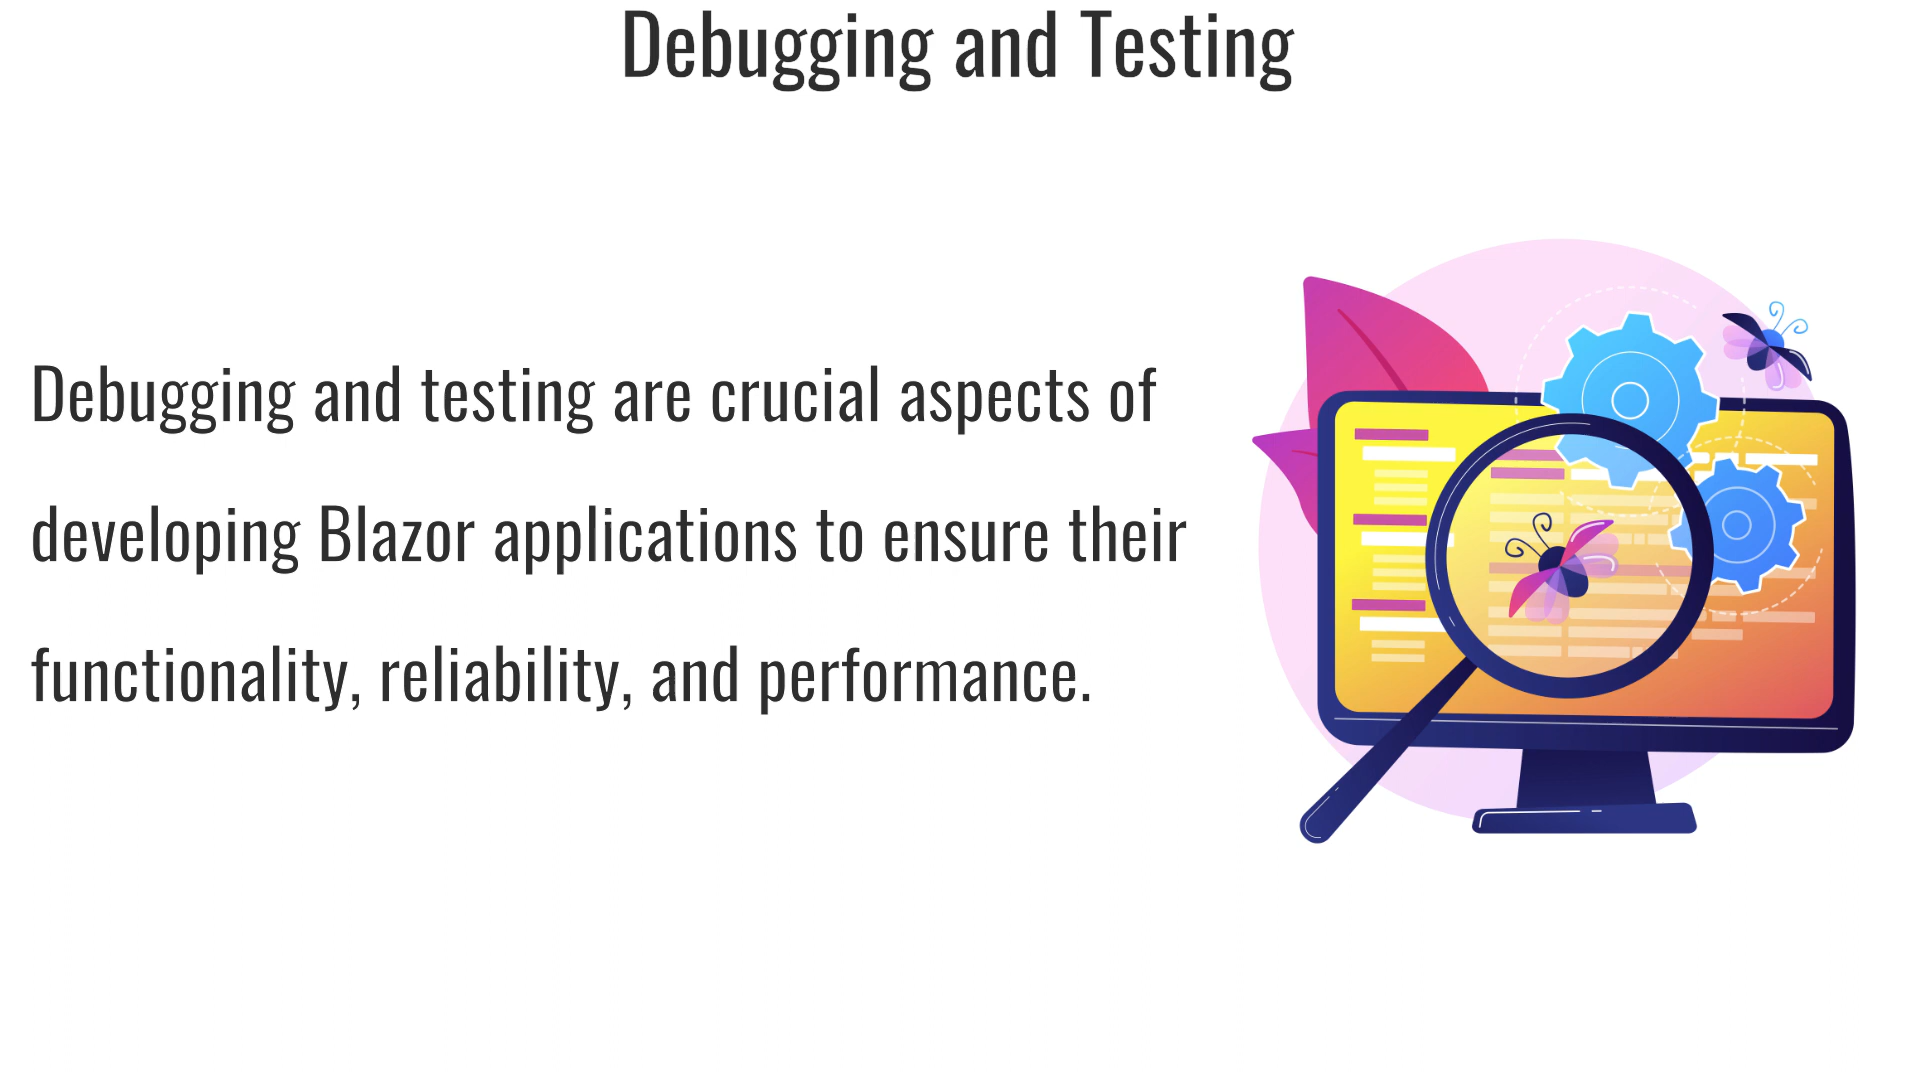 Debugging and Testing
Debugging and testing are crucial aspects of
developing Blazor applications to ensure their
functionality, reliability, and performance.